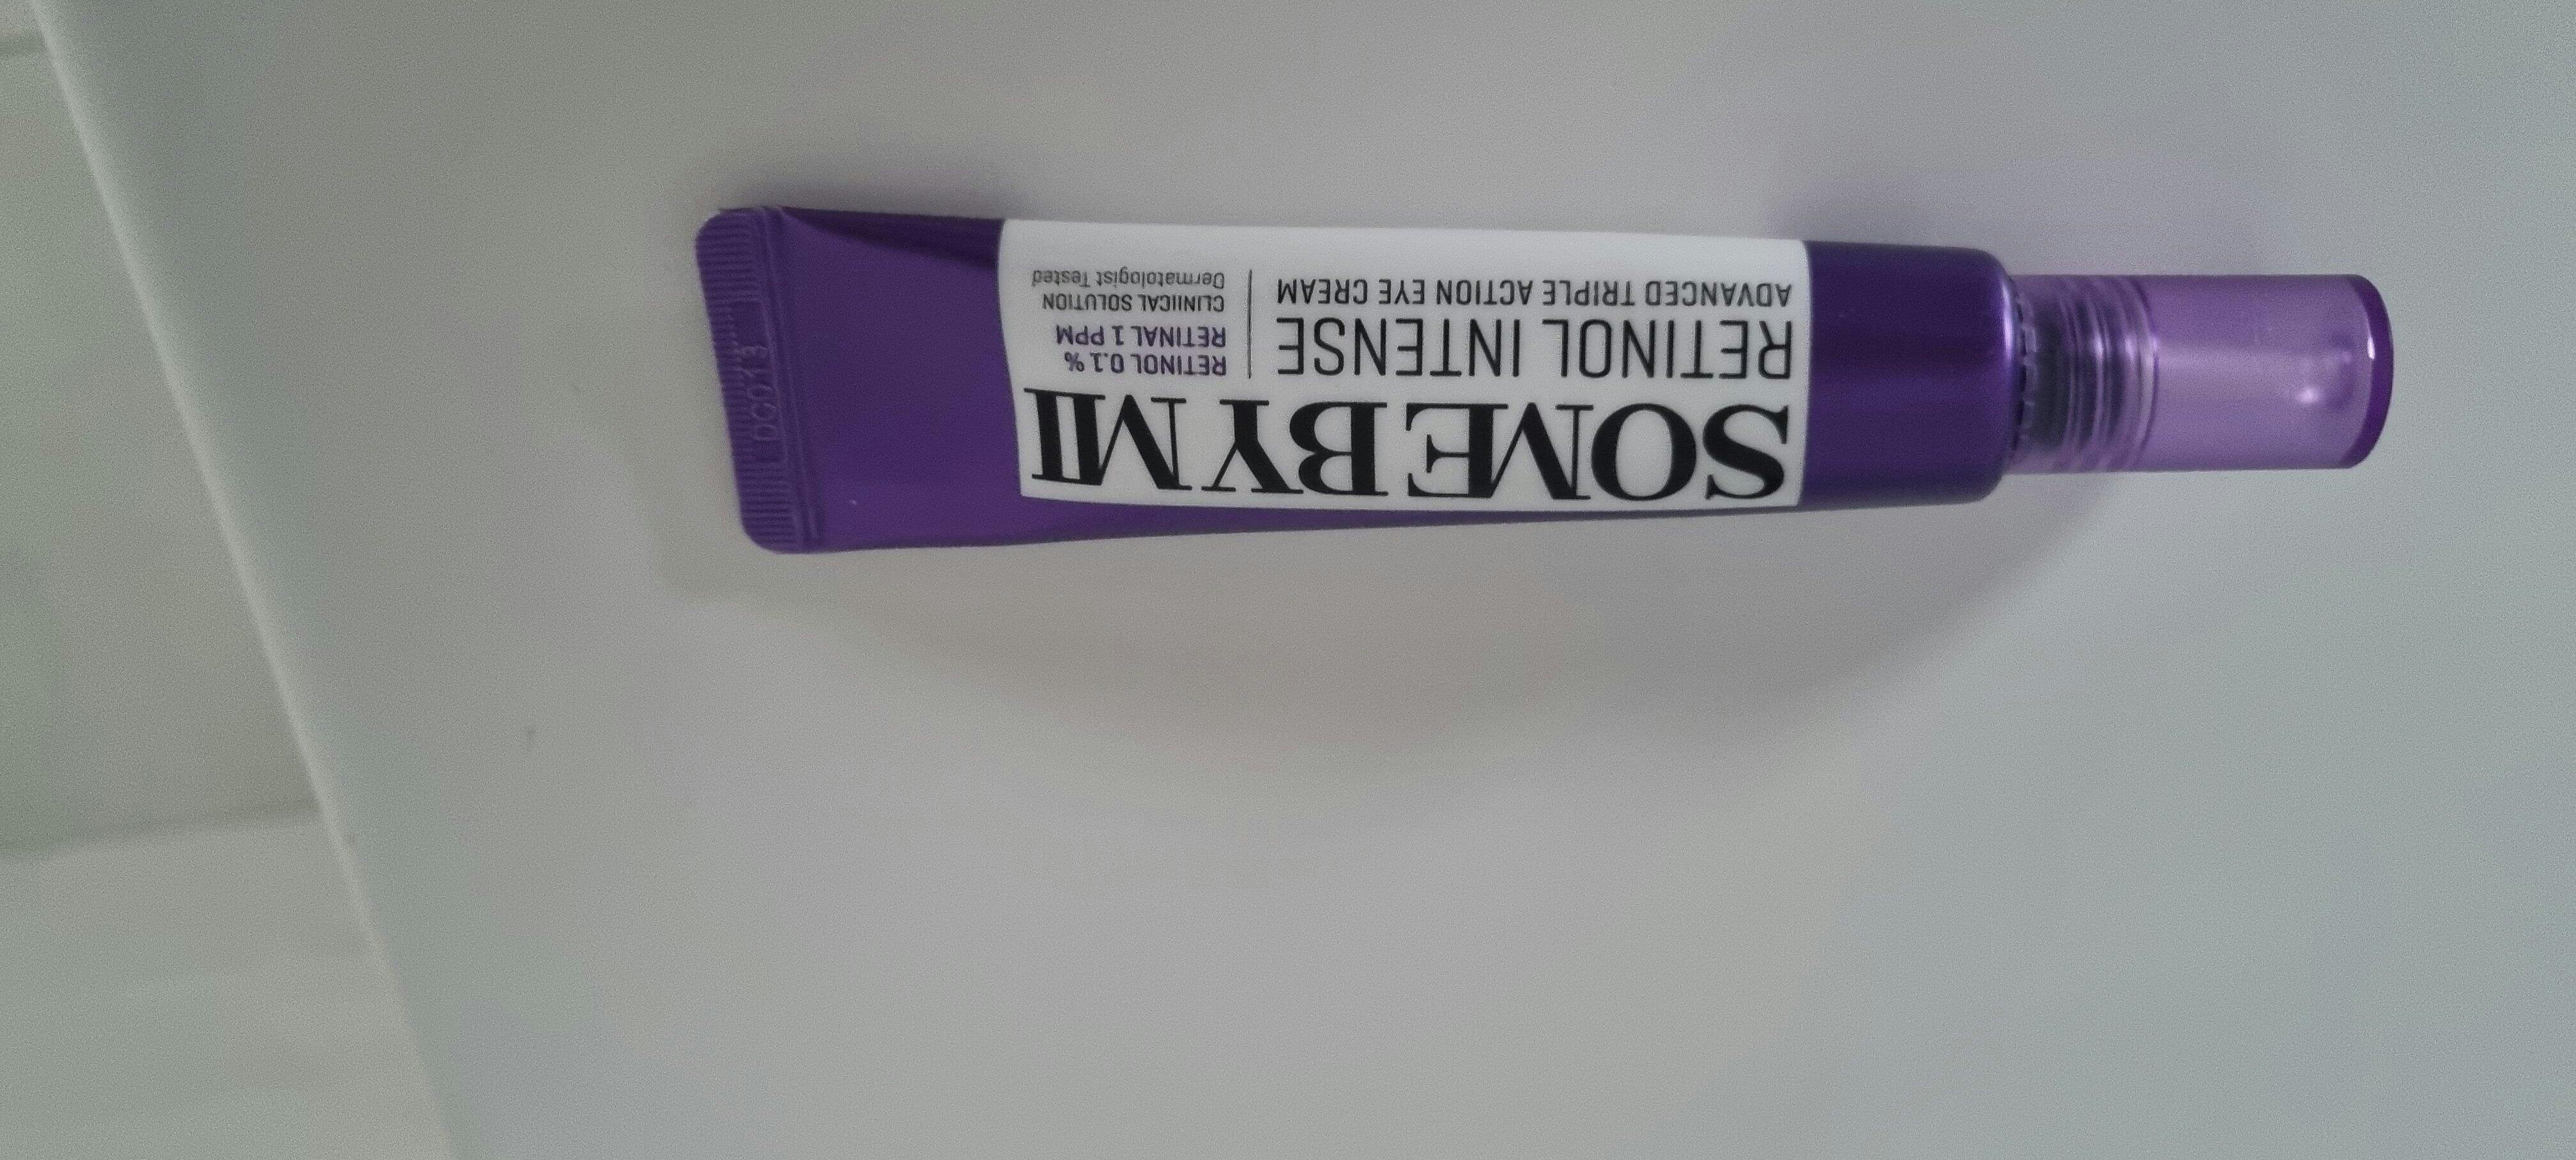 SOME BY MI
RETINOL INTENSE
ADVANCED TRIPLE ACTION EYE CREAM
RETINOL 0.1 %
RETINAL 1 PPM
CLINIICAL SOLUTION
Dermatologist Tested
DC013